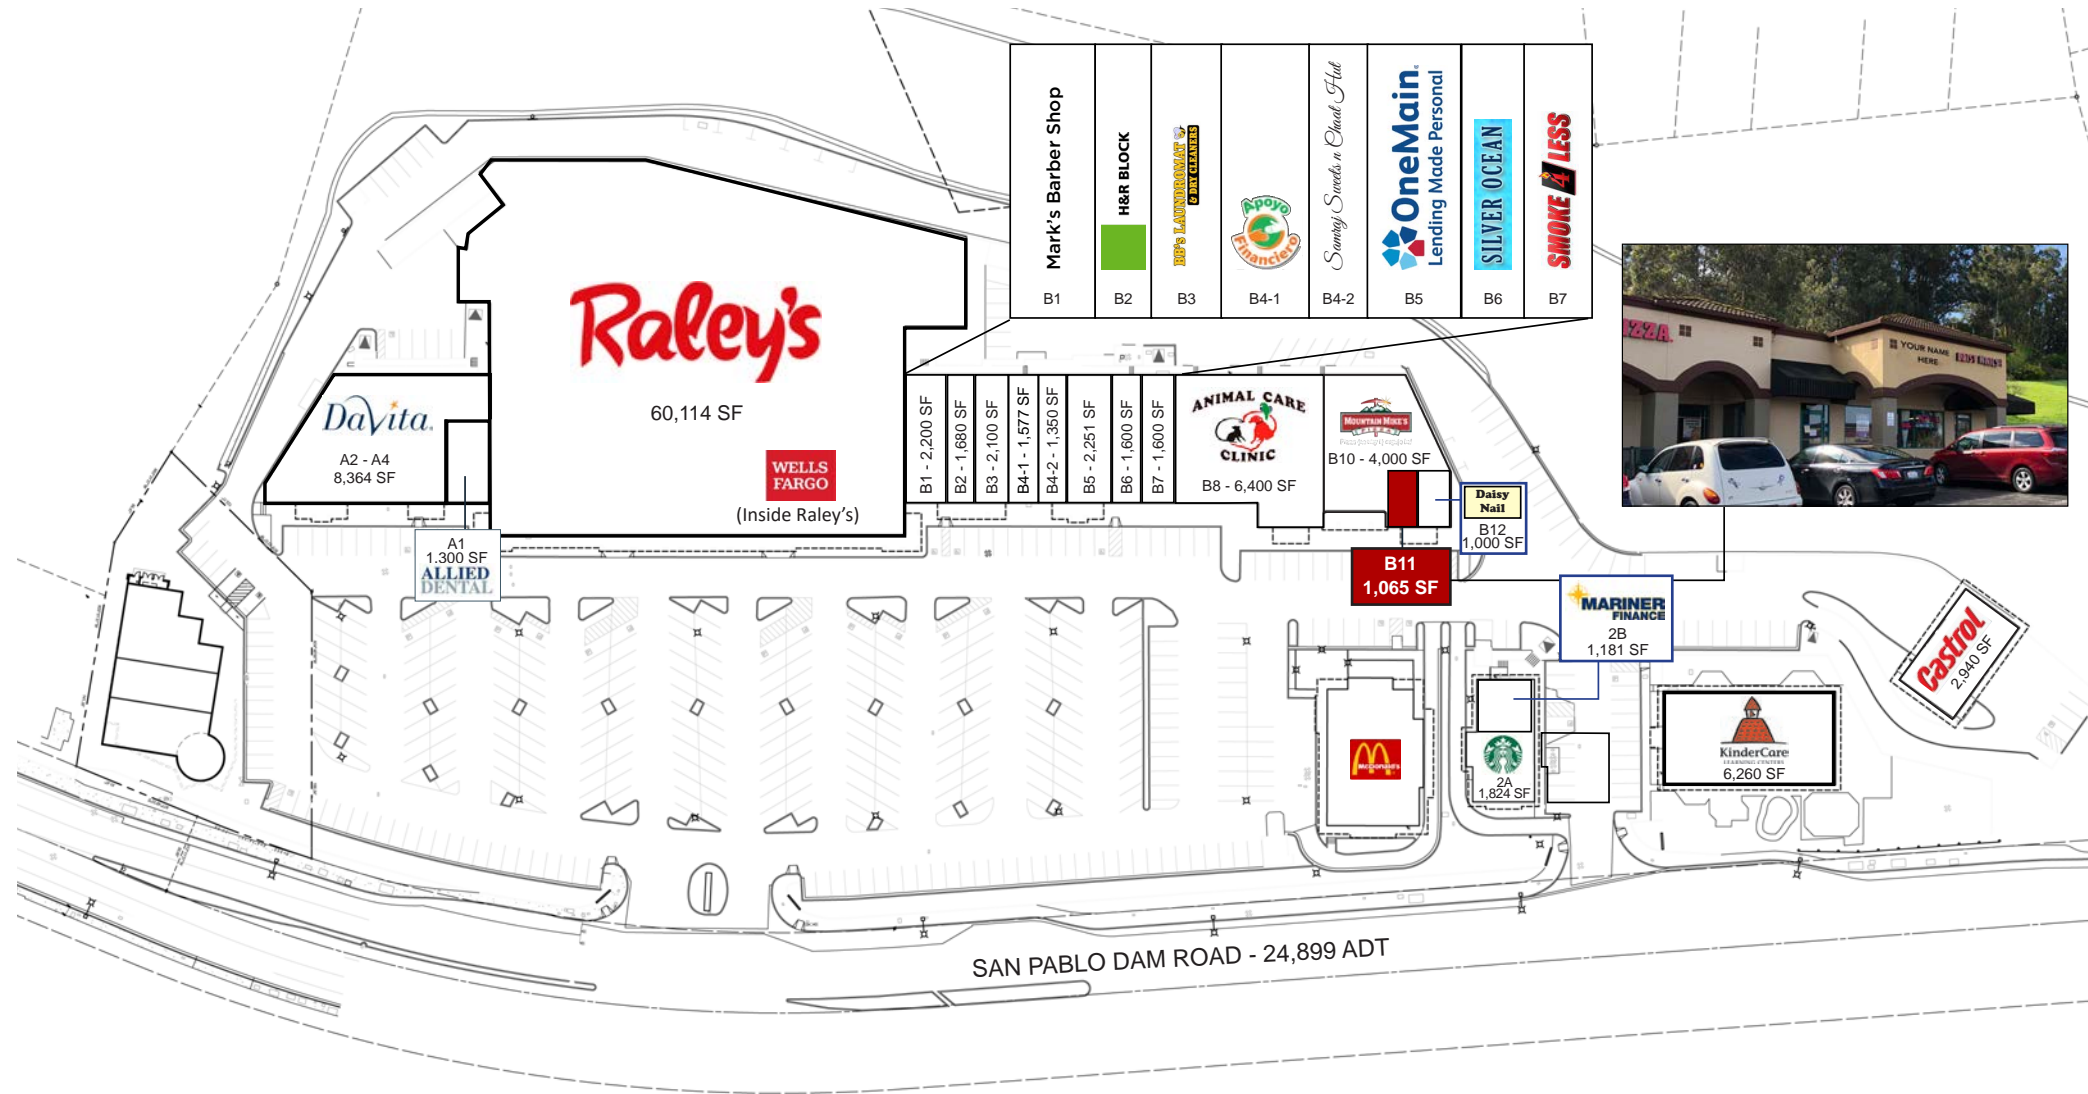 Mark's Barber Shop
B1
H&R BLOCK
B2
BB's LAUNDROMAT
& DRY CLEANERS
B3
Apoyo
Financiero
B4-1
Samraj Sweets n Chaat Hut
B4-2
OneMain
Lending Made Personal
B5
SILVER OCEAN
B6
SMOKE 4 LESS
B7
IZZA.
YOUR NAME
HERE
Raley's
60,114 SF
WELLS
FARGO
(Inside Raley's)
DaVita.
A2 - A4
8,364 SF
A1
1.300 SF
ALLIED
DENTAL
B1 - 2,200 SF
B2 - 1,680 SF
B3 - 2,100 SF
B4-1 - 1,577 SF
B4-2 - 1,350 SF
B5 - 2,251 SF
B6 - 1,600 SF
B7 - 1,600 SF
ANIMAL CARE
CLINIC
B8 - 6,400 SF
MOUNTAIN MIKE'S
PIZZA
B10 - 4,000 SF
Daisy
Nail
B12
1,000 SF
B11
1,065 SF
MARINER
FINANCE
2B
1,181 SF
Castrol
2,940 SF
McDonald's
2A
1,824 SF
KinderCare
LEARNING CENTERS
6,260 SF
SAN PABLO DAM ROAD - 24,899 ADT